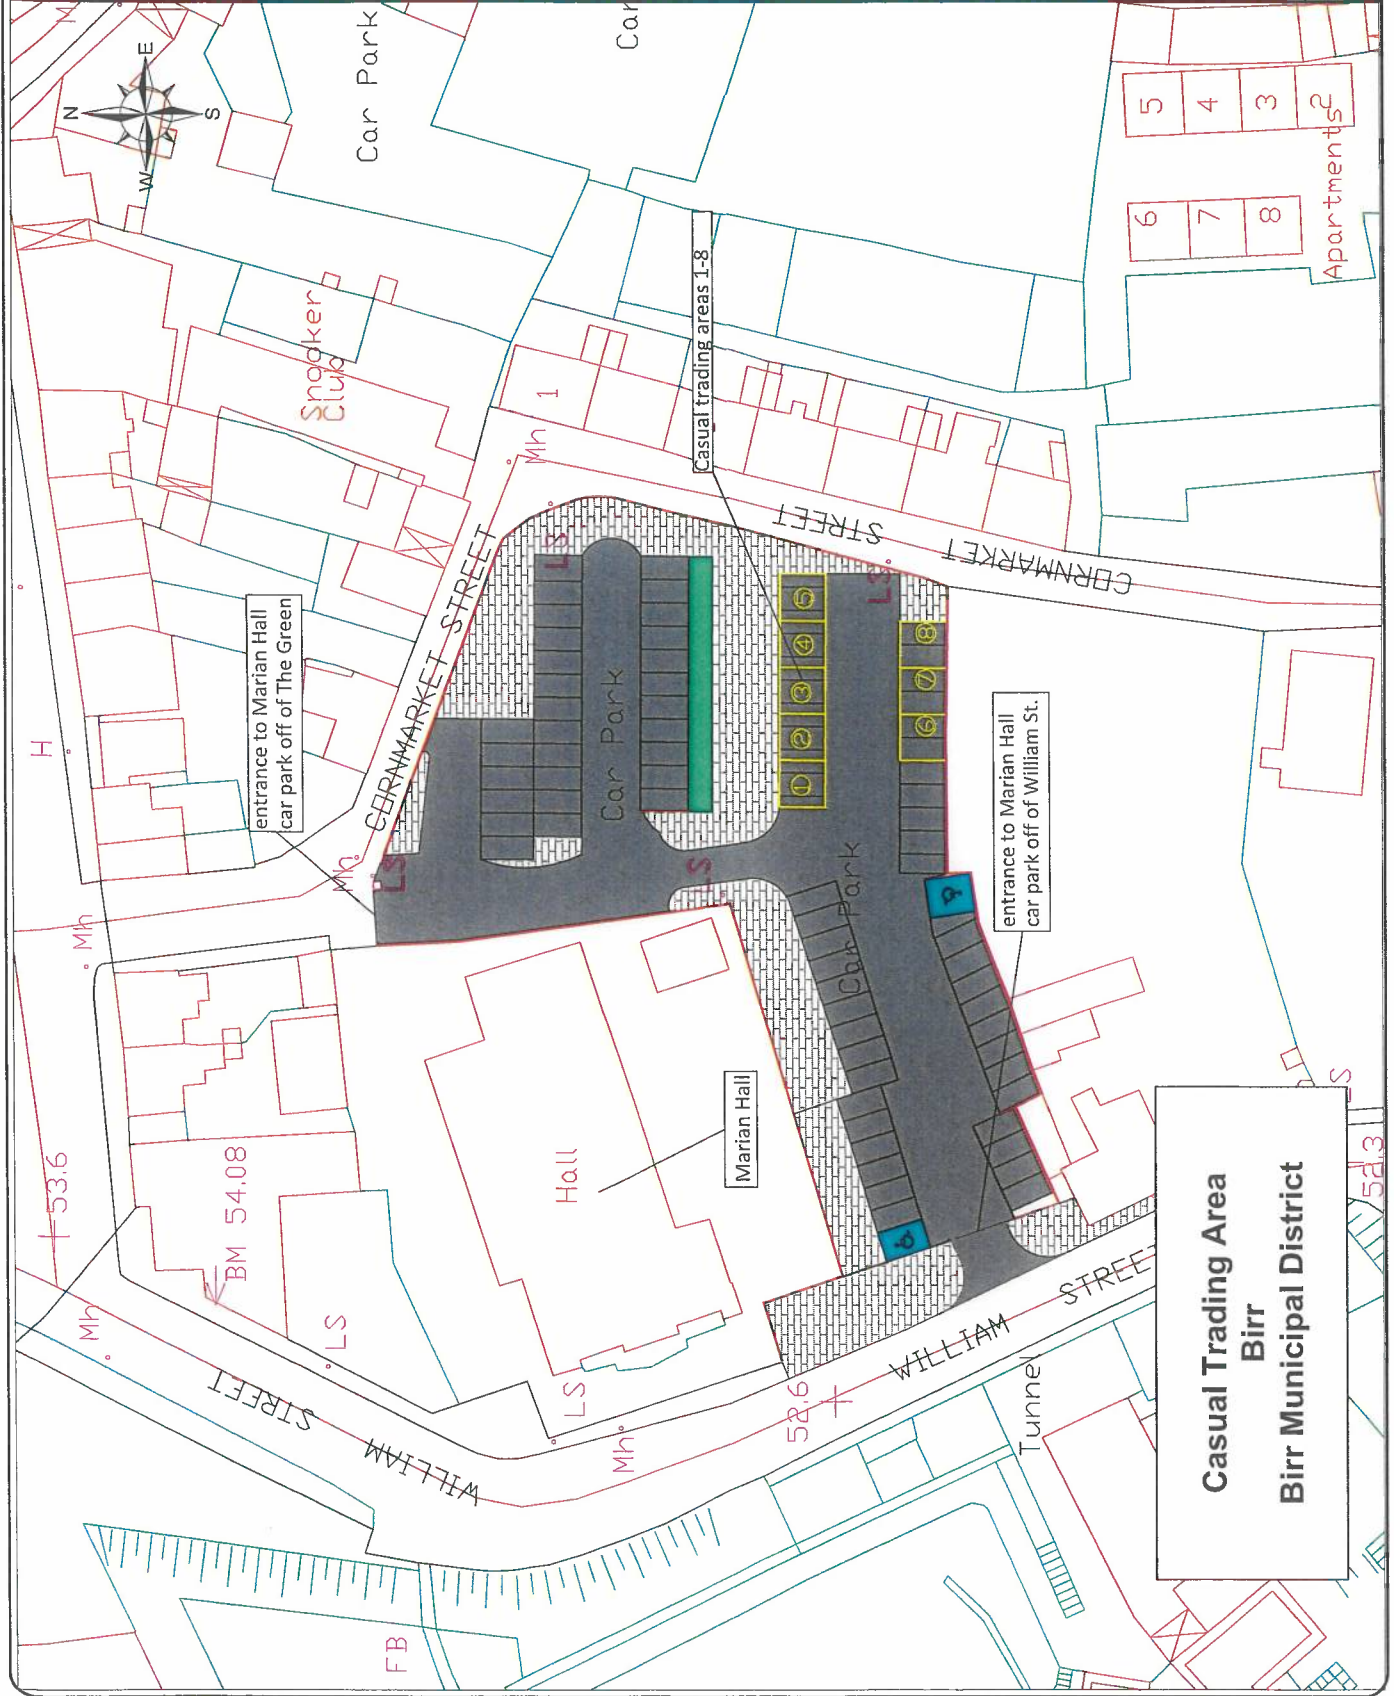 N
E
S
W
M
Car Park
Car
5
4
3
2
6
7
8
Apartments
Snooker
Club
1
Mh
Casual trading areas 1-8
entrance to Marian Hall
car park off of The Green
H
CORNMARKET STREET
LS
LS
CORNMARKET STREET
Car Park
1
2
3
4
5
6
7
8
LS
LS
Mh
Mh
Car Park
entrance to Marian Hall
car park off of William St.
53.6
BM 54.08
Hall
Marian Hall
Mh
LS
LS
Mh
52.6
WILLIAM STREET
WILLIAM STREET
Tunnel
FB
LS
52.3
Casual Trading Area
Birr
Birr Municipal District